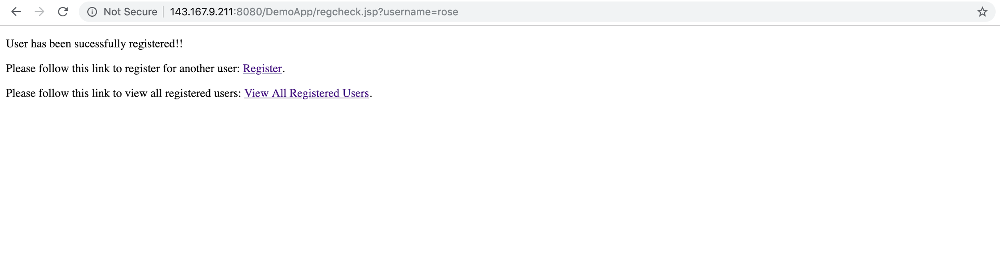 Not Secure 143.167.9.211:8080/DemoApp/regcheck.jsp?username=rose
User has been sucessfully registered!!
Please follow this link to register for another user: Register.
Please follow this link to view all registered users: View All Registered Users.